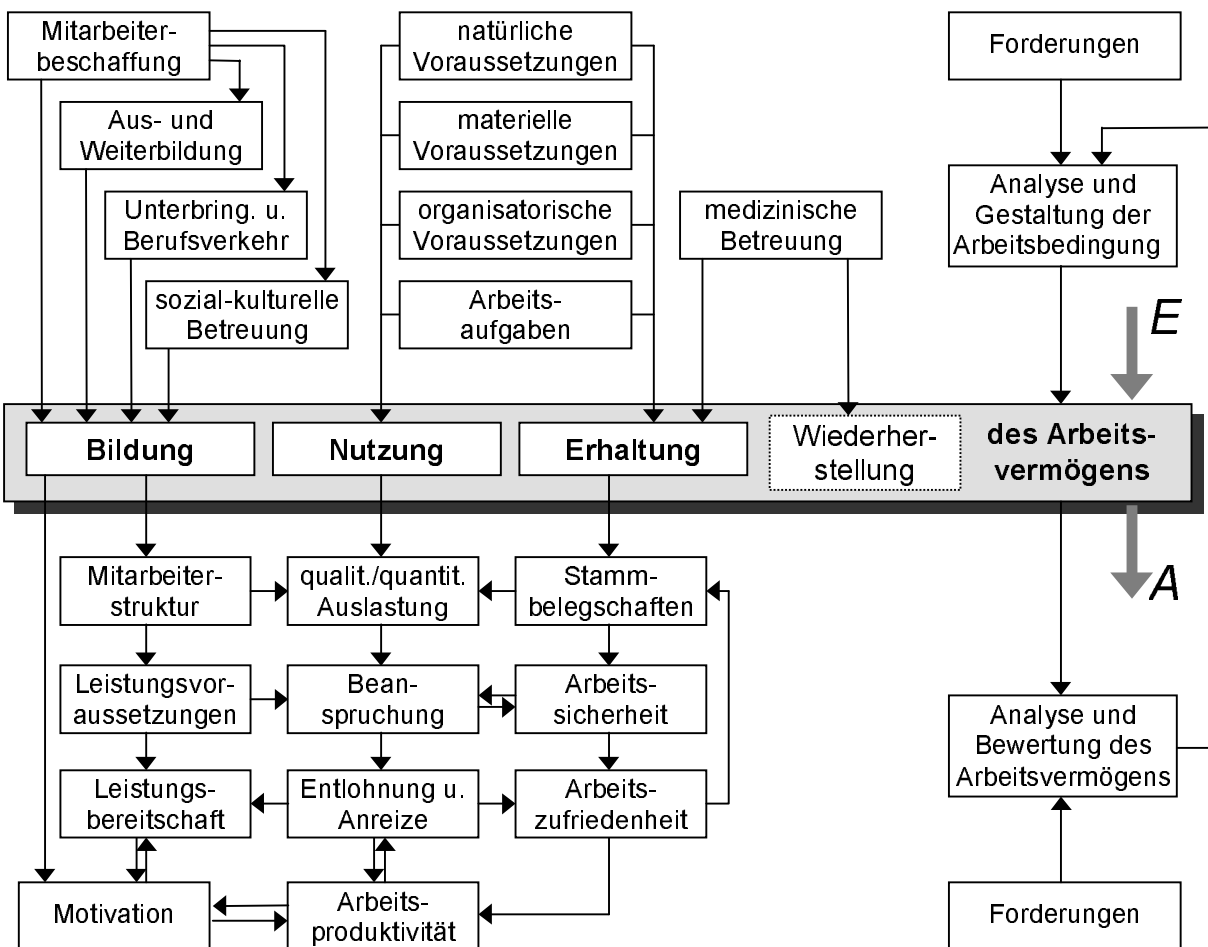 Mitarbeiter-
beschaffung
Aus- und
Weiterbildung
Unterbring. u.
Berufsverkehr
sozial-kulturelle
Betreuung
natürliche
Voraussetzungen
materielle
Voraussetzungen
organisatorische
Voraussetzungen
Arbeits-
aufgaben
medizinische
Betreuung
Forderungen
Analyse und
Gestaltung der
Arbeitsbedingung
E
Bildung
Nutzung
Erhaltung
Wiederher-
stellung
des Arbeits-
vermögens
A
Mitarbeiter-
struktur
qualit./quantit.
Auslastung
Stamm-
belegschaften
Leistungsvor-
aussetzungen
Bean-
spruchung
Arbeits-
sicherheit
Leistungs-
bereitschaft
Entlohnung u.
Anreize
Arbeits-
zufriedenheit
Motivation
Arbeits-
produktivität
Analyse und
Bewertung des
Arbeitsvermögens
Forderungen